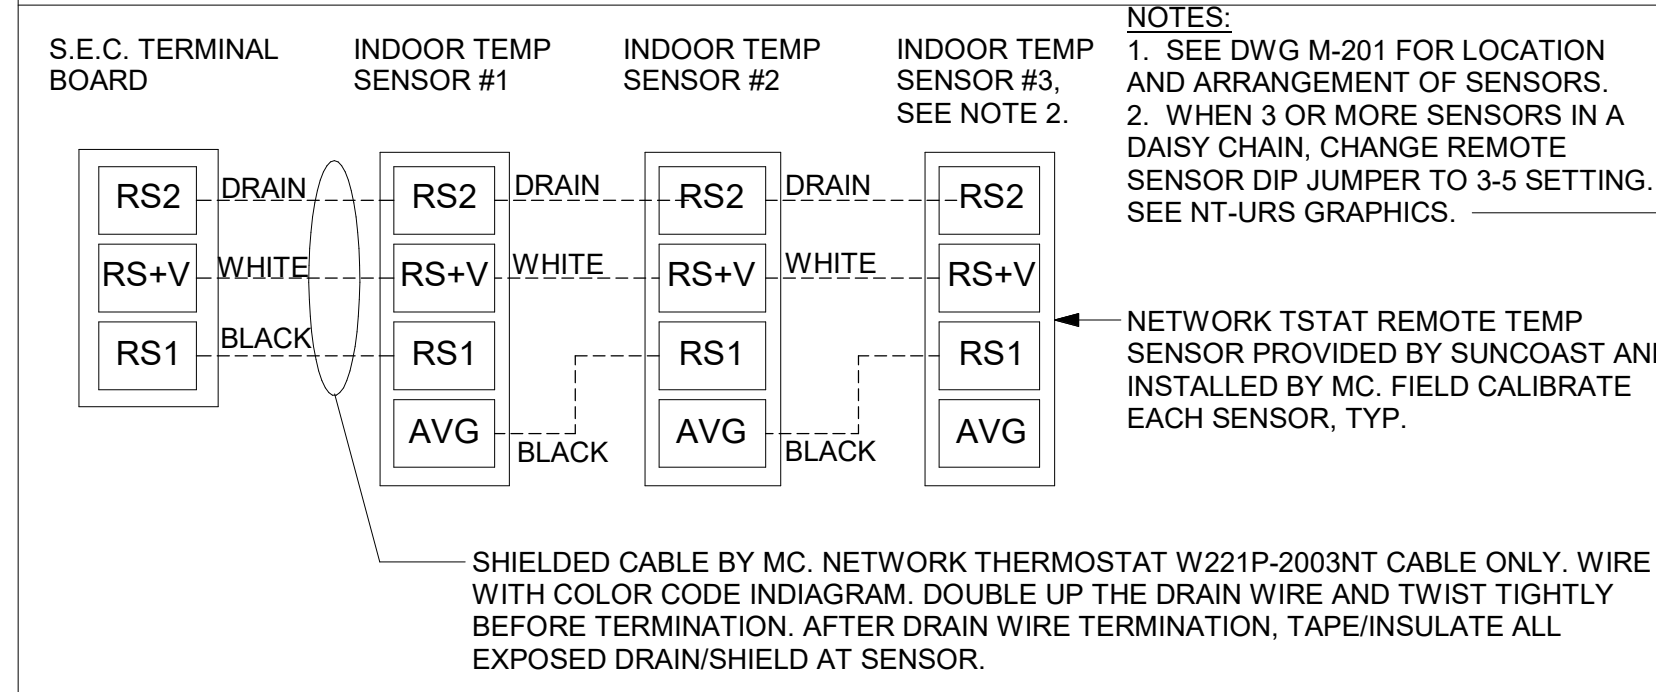 S.E.C. TERMINAL
BOARD
INDOOR TEMP
SENSOR #1
INDOOR TEMP
SENSOR #2
INDOOR TEMP
SENSOR #3,
SEE NOTE 2.
NOTES:
1. SEE DWG M-201 FOR LOCATION
AND ARRANGEMENT OF SENSORS.
2. WHEN 3 OR MORE SENSORS IN A
DAISY CHAIN, CHANGE REMOTE
SENSOR DIP JUMPER TO 3-5 SETTING.
SEE NT-URS GRAPHICS.
RS2
DRAIN
RS2
DRAIN
RS2
DRAIN
RS2
RS+V
WHITE
RS+V
WHITE
RS+V
WHITE
RS+V
RS1
BLACK
RS1
RS1
RS1
AVG
BLACK
AVG
BLACK
AVG
NETWORK TSTAT REMOTE TEMP
SENSOR PROVIDED BY SUNCOAST
INSTALLED BY MC. FIELD CALIBRATE
EACH SENSOR, TYP.
SHIELDED CABLE BY MC. NETWORK THERMOSTAT W221P-2003NT CABLE ONLY. WIRE
WITH COLOR CODE INDIAGRAM. DOUBLE UP THE DRAIN WIRE AND TWIST TIGHTLY
BEFORE TERMINATION. AFTER DRAIN WIRE TERMINATION, TAPE/INSULATE ALL
EXPOSED DRAIN/SHIELD AT SENSOR.